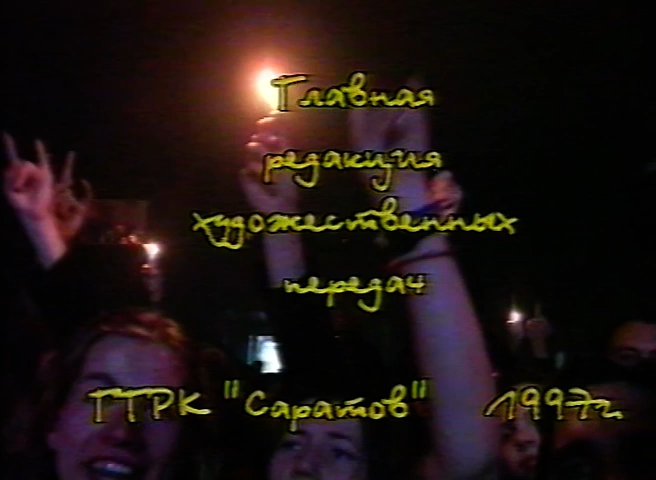 Главная
редакция
художественных
передач
ГТРК "Саратов" 1997г.